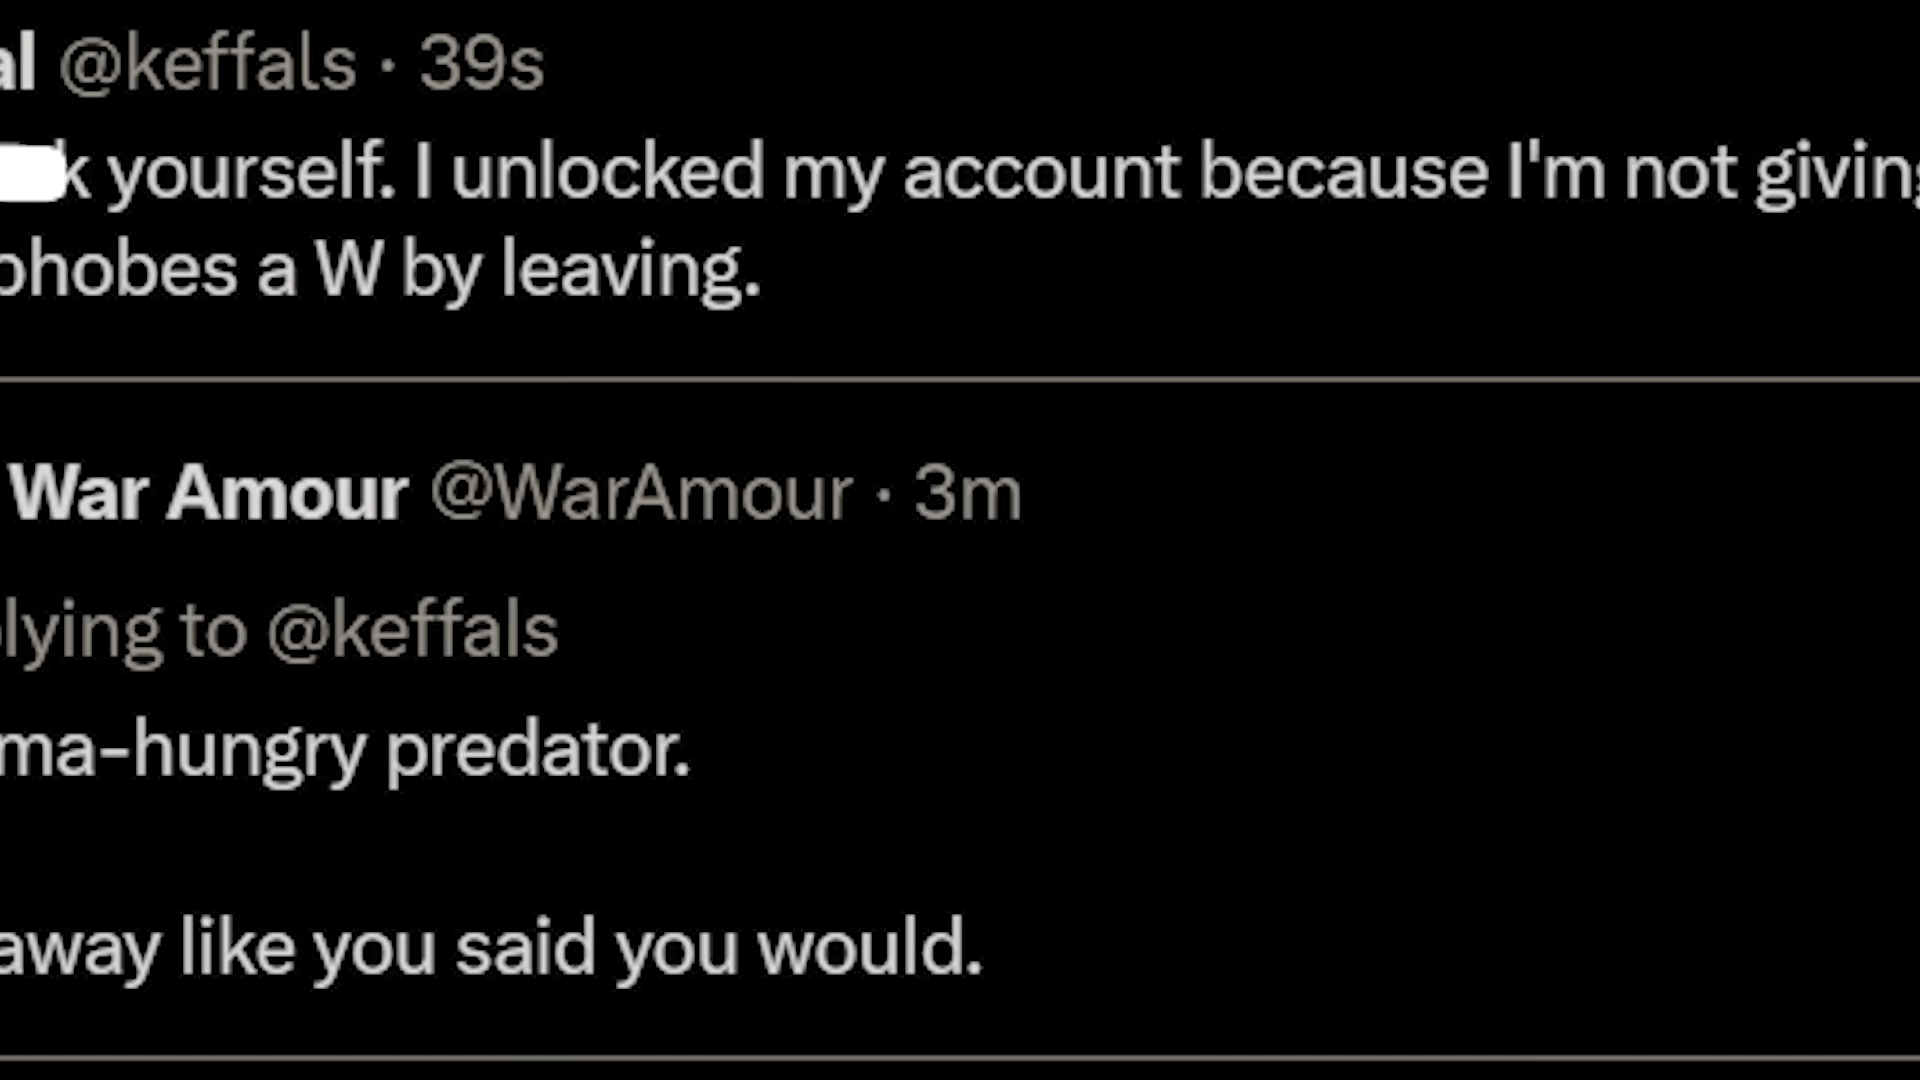 al @keffals · 39s
k yourself. I unlocked my account because I'm not giving
phobes a W by leaving.
War Amour @WarAmour · 3m
lying to @keffals
ma-hungry predator.
away like you said you would.